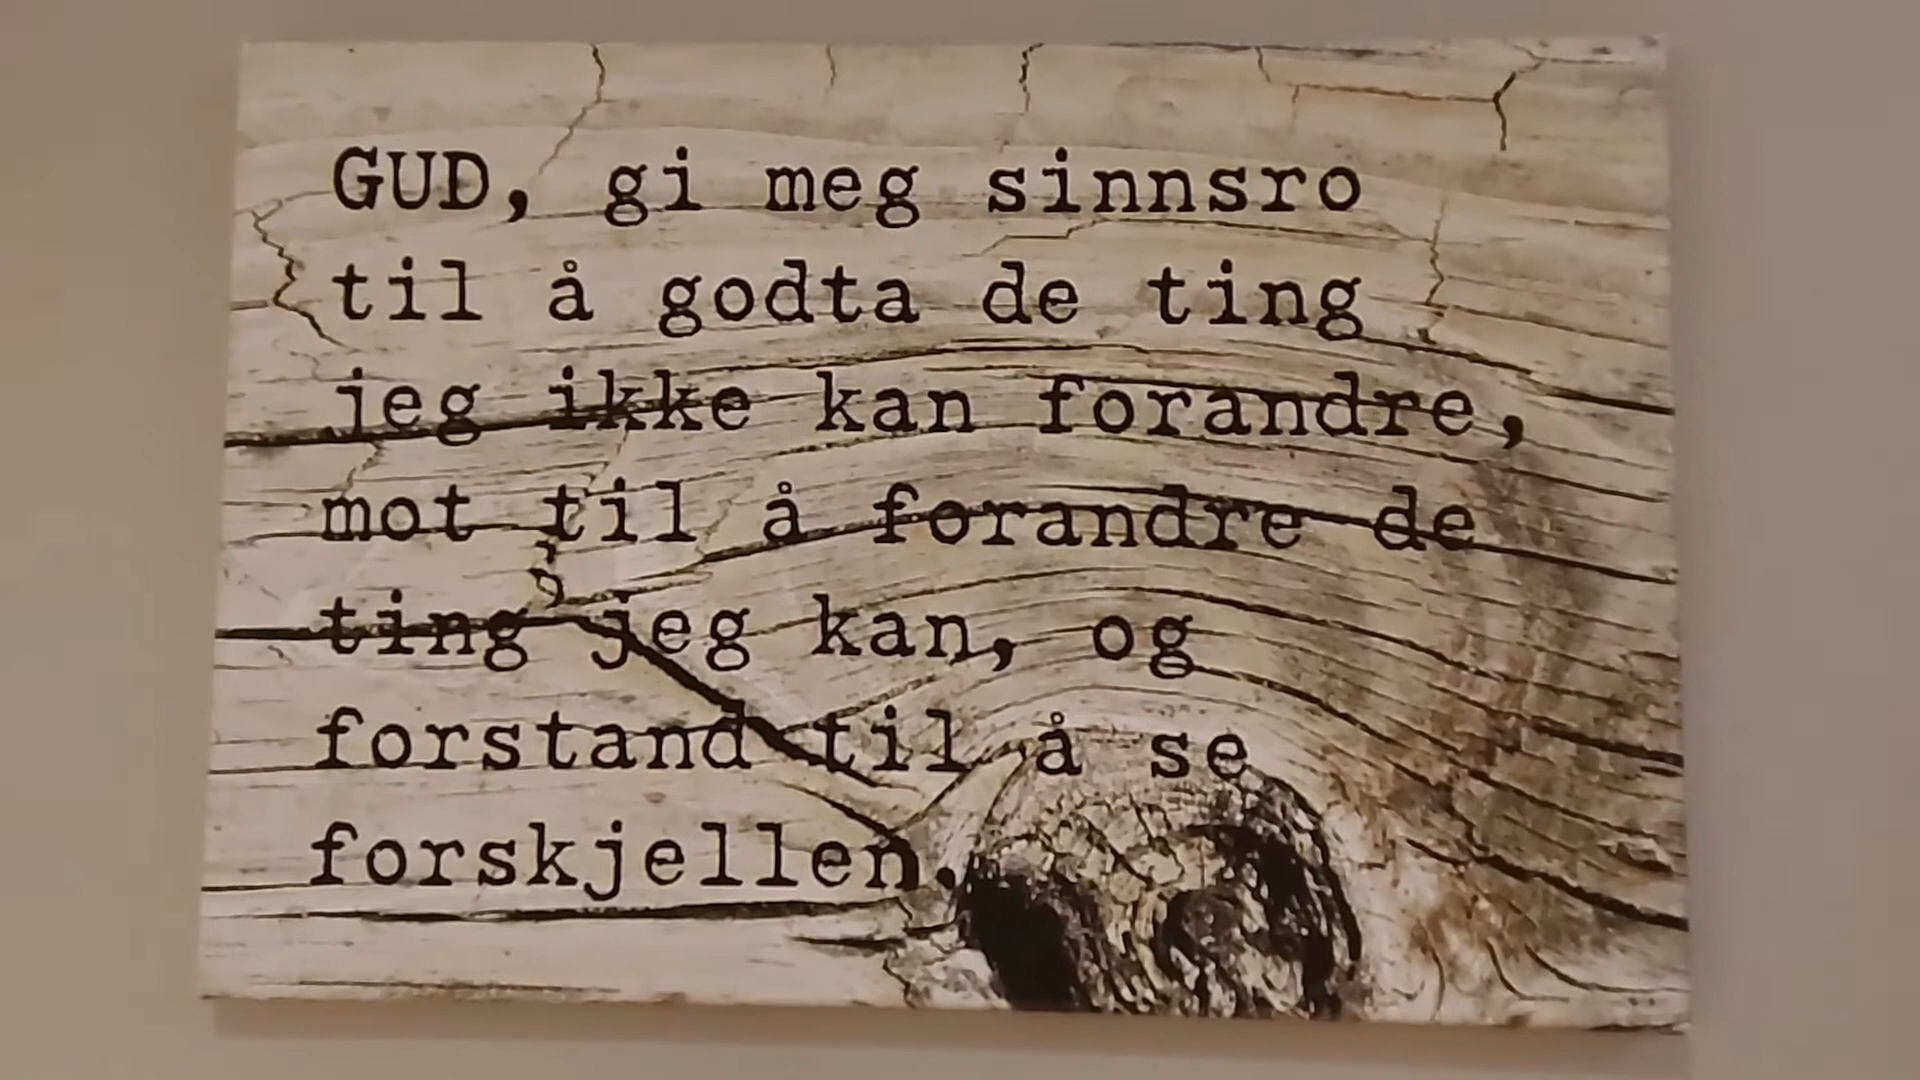 GUD, gi meg sinnsro
til å godta de ting
jeg ikke kan forandre,
mot til å forandre de
ting jeg kan, og
forstand til å se
forskjellen.